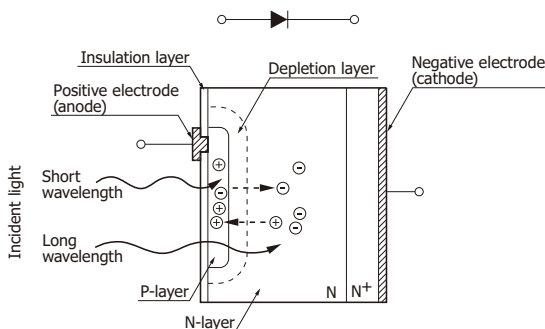 Insulation layer
Depletion layer
Negative electrode
(cathode)
Positive electrode
(anode)
Incident light
Short
wavelength
Long
wavelength
P-layer
N-layer
N
N+
+
−
+
+
−
+
−
−
−
−